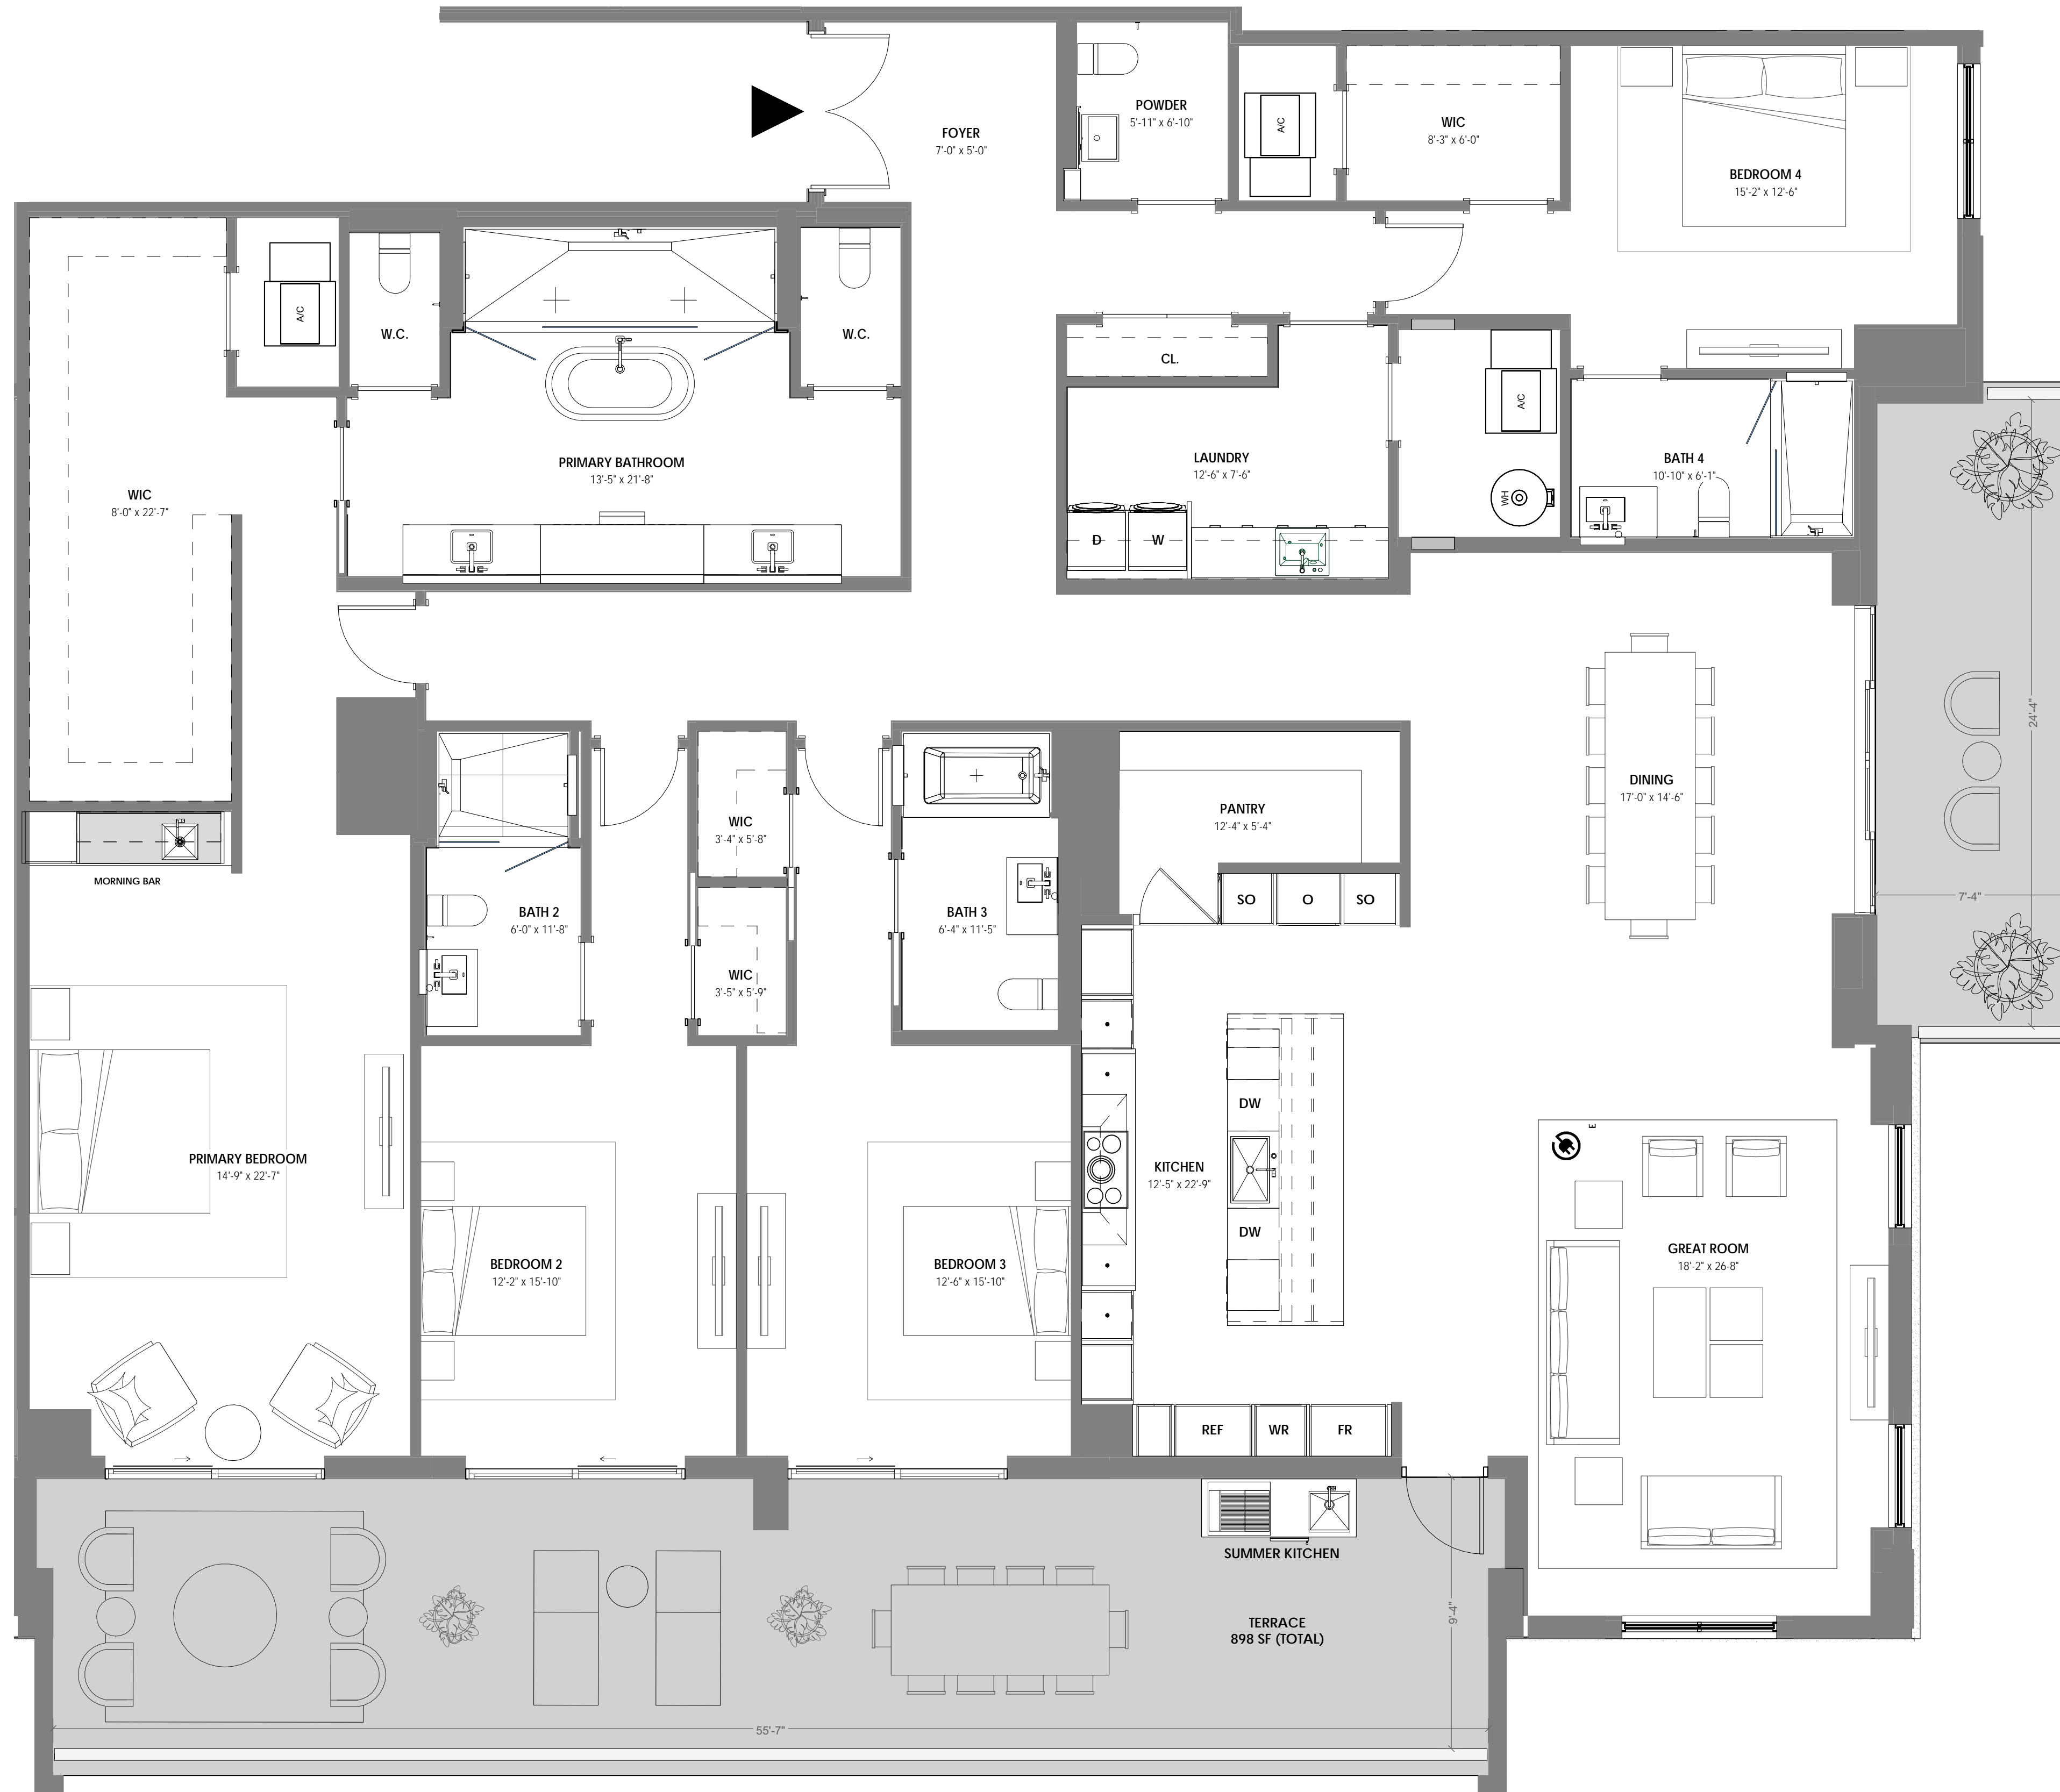 FOYER
7'-0" x 5'-0"
POWDER
5'-11" x 6'-10"
A/C
WIC
8'-3" x 6'-0"
BEDROOM 4
15'-2" x 12'-6"
A/C
W.C.
W.C.
CL.
PRIMARY BATHROOM
13'-5" x 21'-8"
WIC
8'-0" x 22'-7"
LAUNDRY
12'-6" x 7'-6"
D
W
A/C
WH
BATH 4
10'-10" x 6'-1"
24'-4"
7'-4"
DINING
17'-0" x 14'-6"
PANTRY
12'-4" x 5'-4"
SO
O
SO
WIC
3'-4" x 5'-8"
WIC
3'-5" x 5'-9"
BATH 2
6'-0" x 11'-8"
BATH 3
6'-4" x 11'-5"
MORNING BAR
PRIMARY BEDROOM
14'-9" x 22'-7"
BEDROOM 2
12'-2" x 15'-10"
BEDROOM 3
12'-6" x 15'-10"
KITCHEN
12'-5" x 22'-9"
DW
DW
REF
WR
FR
E
GREAT ROOM
18'-2" x 26-8"
SUMMER KITCHEN
TERRACE
898 SF (TOTAL)
9'-4"
55'-7"